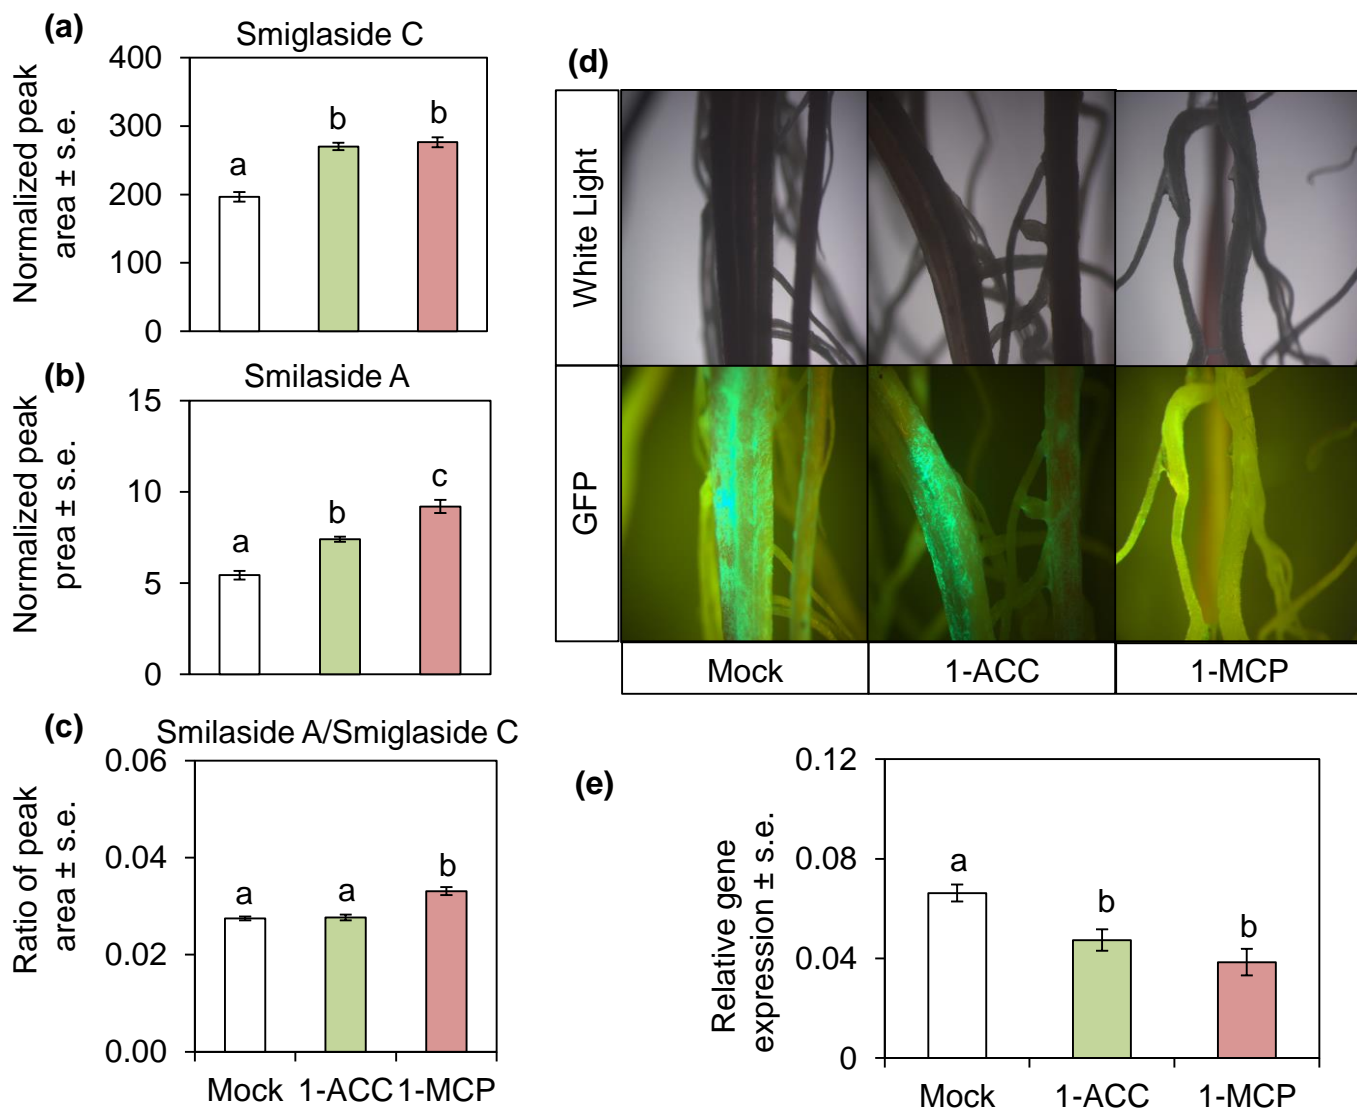 (a)
Smiglaside C
Normalized peak
area ± s.e.
400
300
200
100
0
a
b
b
(b)
Smilaside A
Normalized peak
prea ± s.e.
15
10
5
0
a
b
c
(c)
Smilaside A/Smiglaside C
Ratio of peak
area ± s.e.
0.06
0.04
0.02
0.00
a
a
b
Mock 1-ACC 1-MCP
(d)
White Light
GFP
Mock 1-ACC 1-MCP
(e)
Relative gene
expression ± s.e.
0.12
0.08
0.04
0
a
b
b
Mock 1-ACC 1-MCP